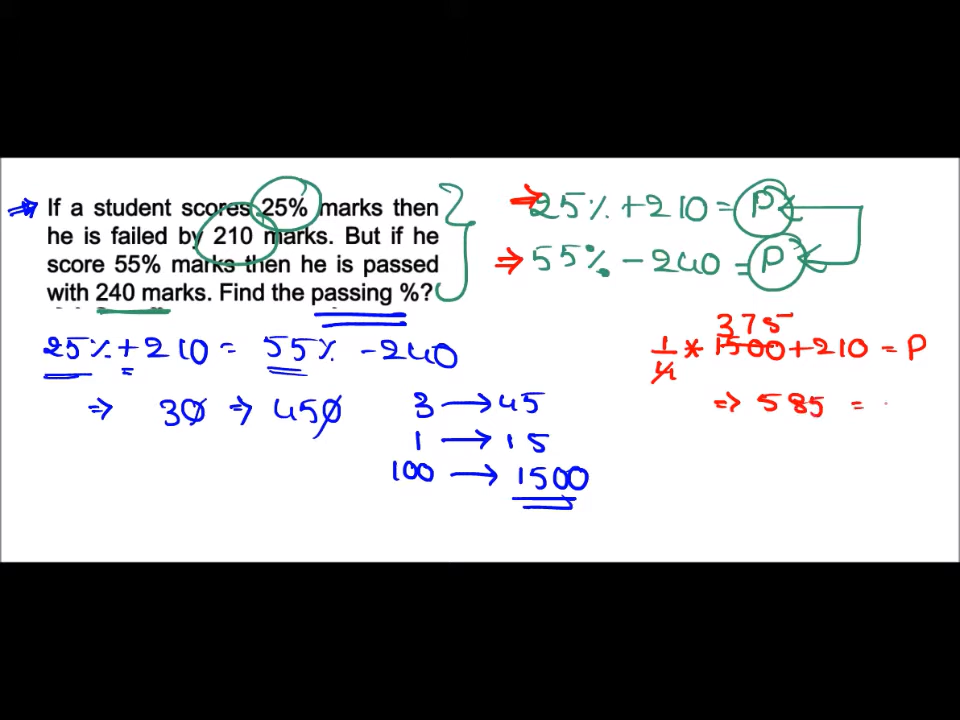 If a student scores 25% marks then
he is failed by 210 marks. But if he
score 55% marks then he is passed
with 240 marks. Find the passing %?
25% + 210 = P
55% - 240 = P
25% + 210 = 55% - 240
⇒ 30 ⇒ 450
3 → 45
1 → 15
100 → 1500
375
1/4 * 1500 + 210 = P
⇒ 585 =